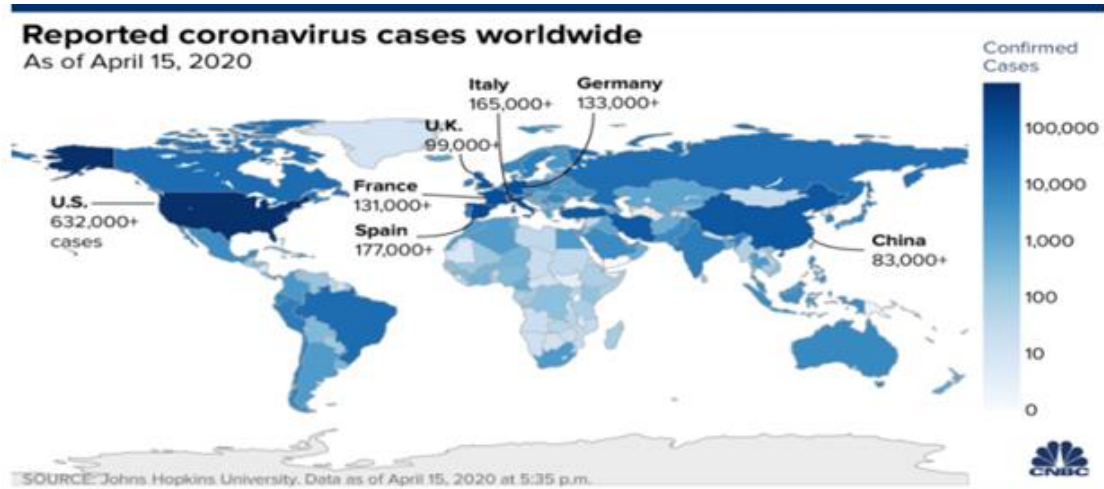 Reported coronavirus cases worldwide
As of April 15, 2020
Confirmed
Cases
Italy
165,000+
Germany
133,000+
U.K.
99,000+
France
131,000+
Spain
177,000+
U.S.
632,000+
cases
China
83,000+
100,000
10,000
1,000
100
10
0
SOURCE: Johns Hopkins University. Data as of April 15, 2020 at 5:35 p.m.
CNBC